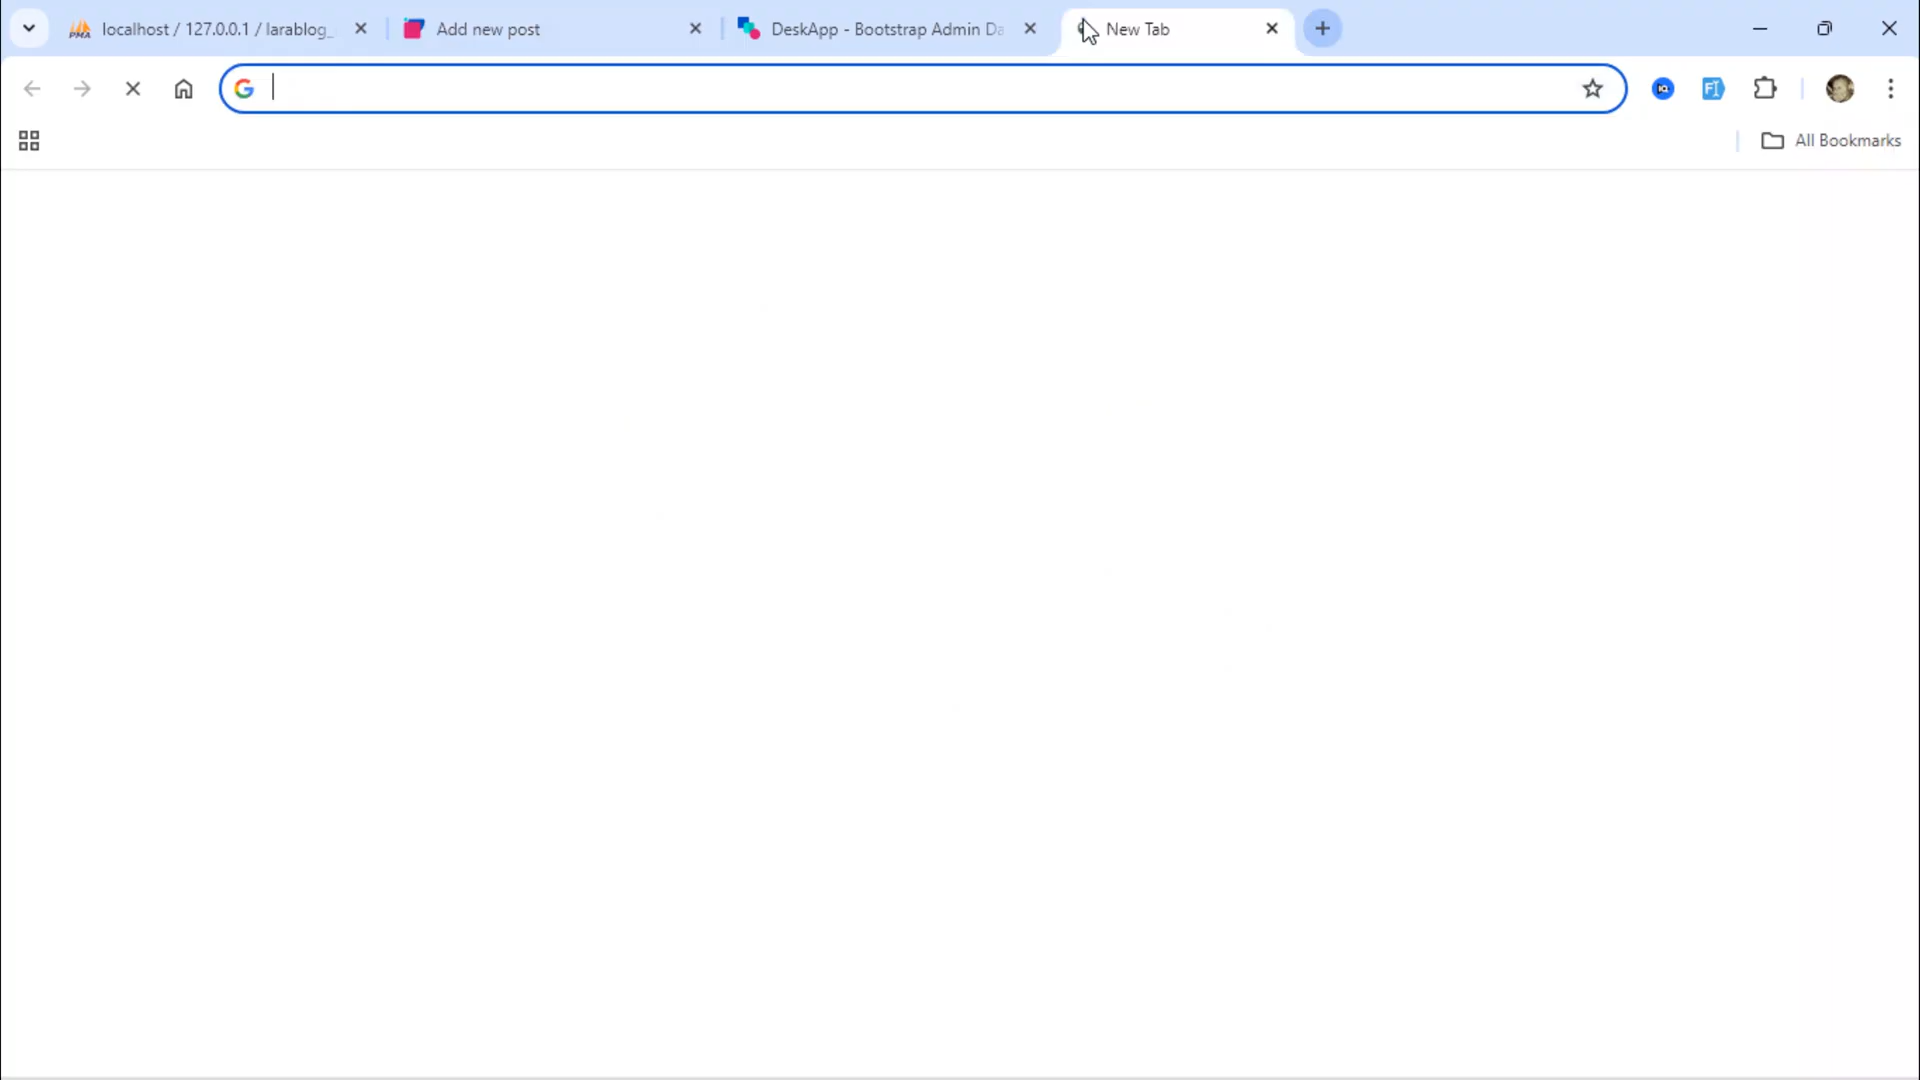 localhost / 127.0.0.1 / larablog_
Add new post
DeskApp - Bootstrap Admin Da
New Tab
All Bookmarks